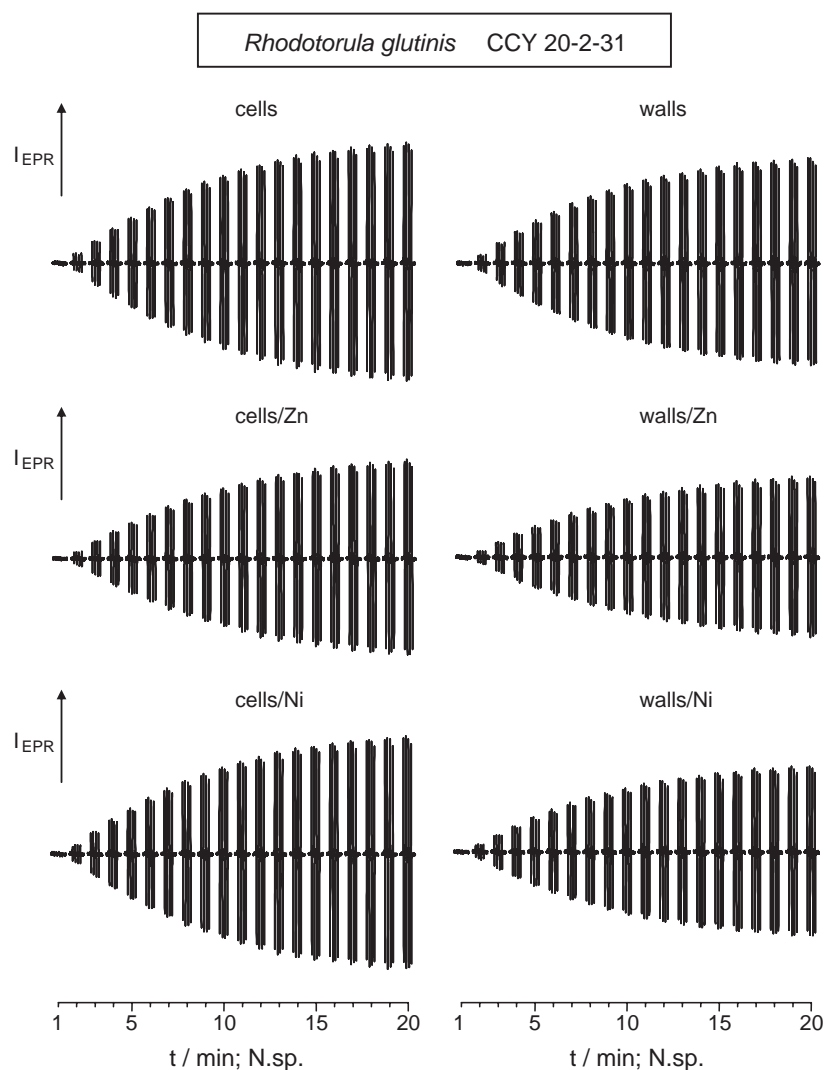 Rhodotorula glutinis CCY 20-2-31
cells
walls
I EPR
cells/Zn
walls/Zn
I EPR
cells/Ni
walls/Ni
I EPR
1 5 10 15 20
1 5 10 15 20
t / min; N.sp.
t / min; N.sp.